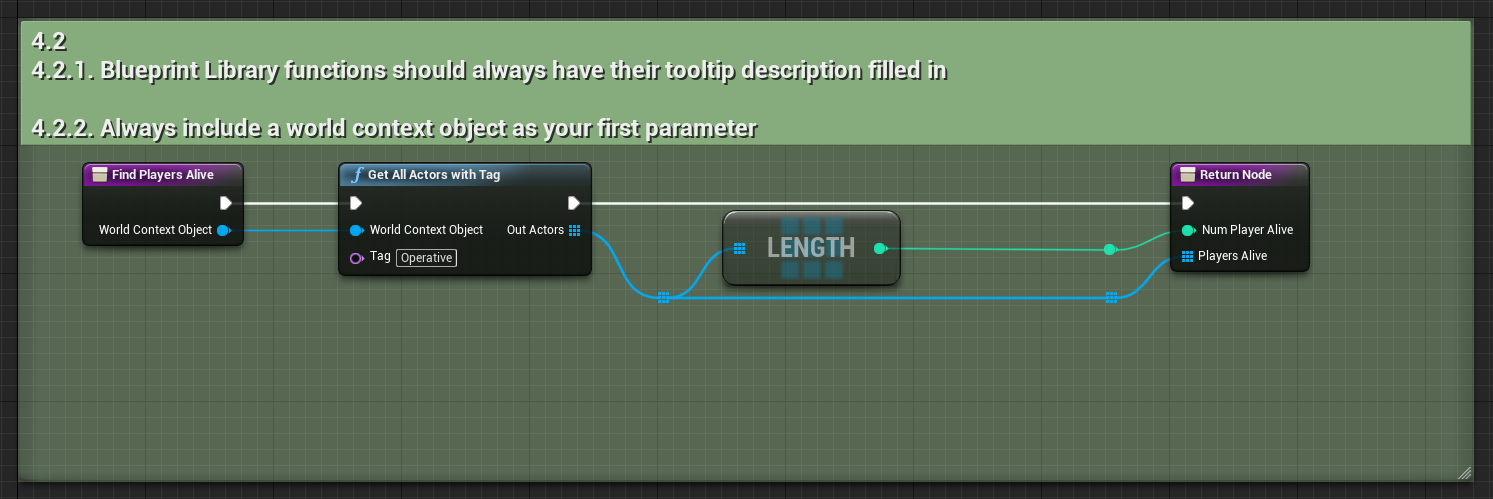 4.2
4.2.1. Blueprint Library functions should always have their tooltip description filled in
4.2.2. Always include a world context object as your first parameter
Find Players Alive
World Context Object
f Get All Actors with Tag
World Context Object
Out Actors
Tag Operative
LENGTH
Return Node
Num Player Alive
Players Alive